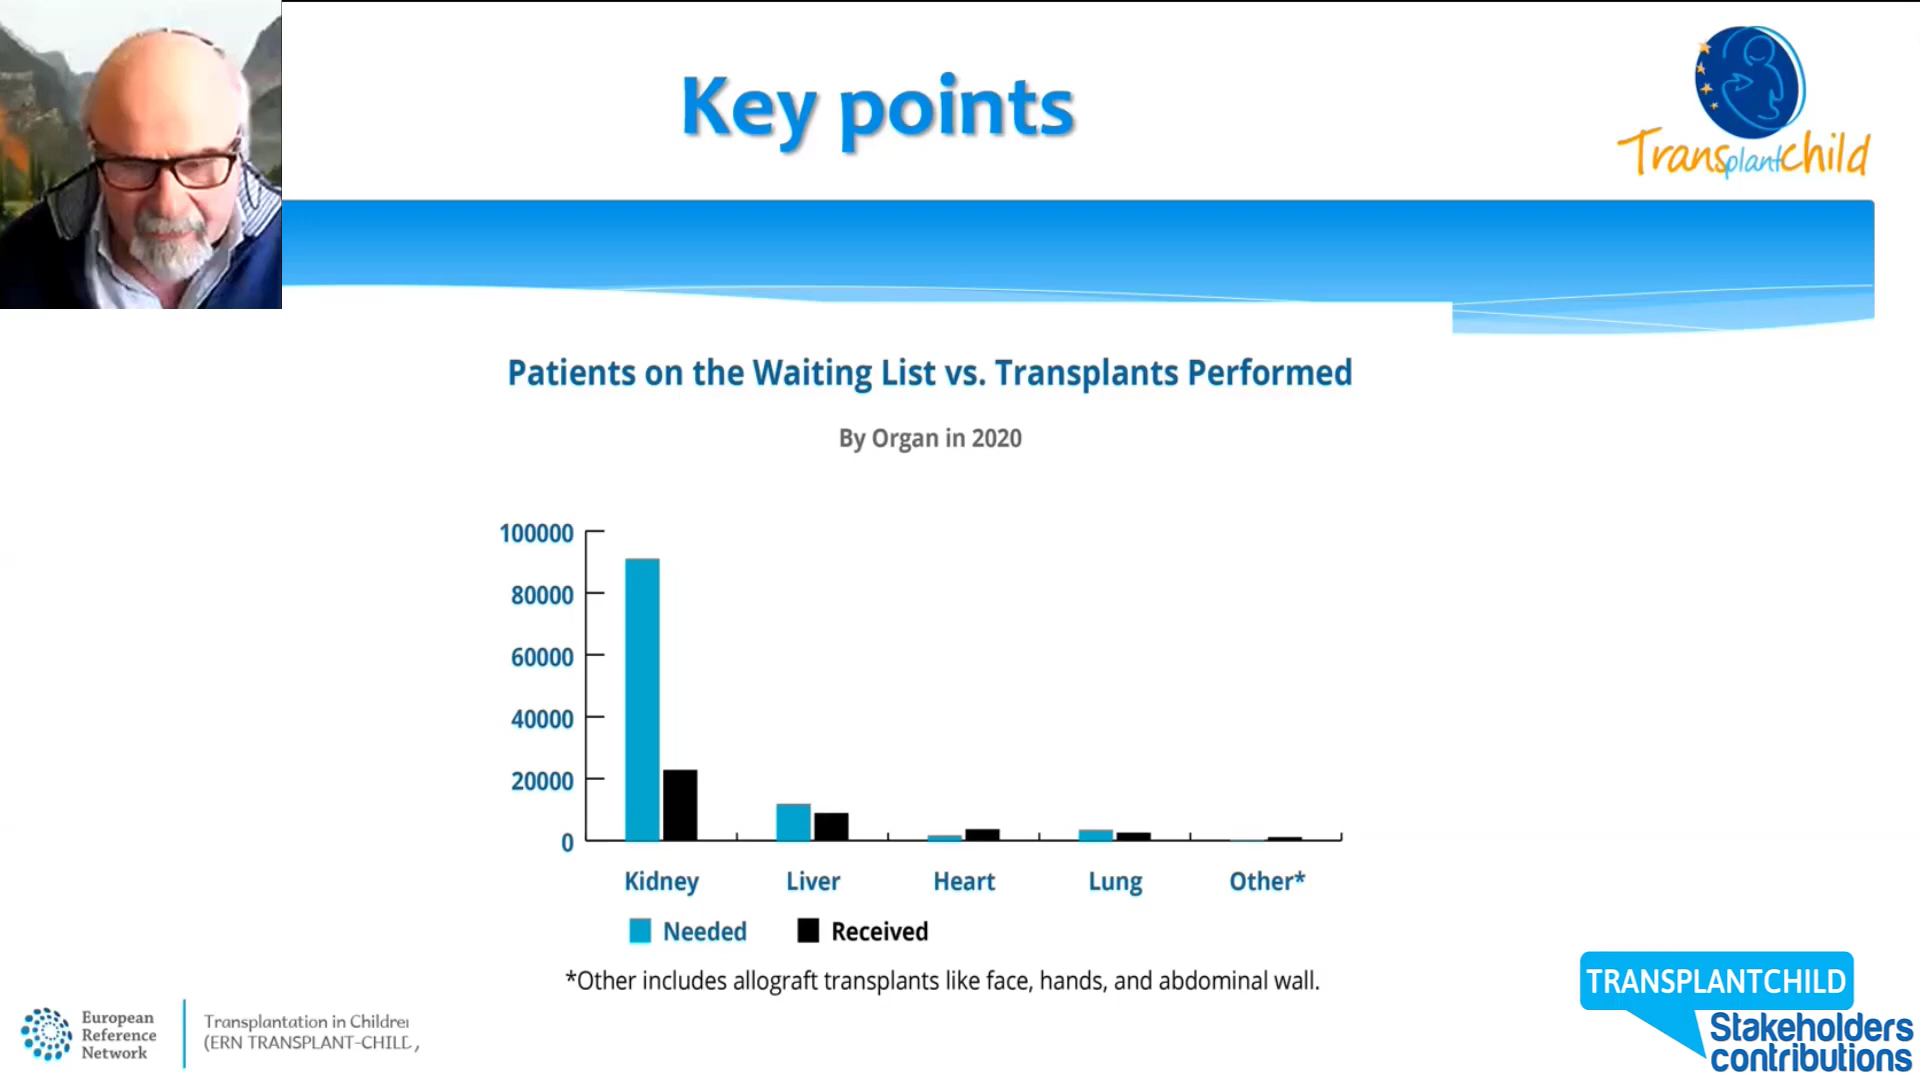 Key points
Transplantchild
Patients on the Waiting List vs. Transplants Performed
By Organ in 2020
100000
80000
60000
40000
20000
0
Kidney Liver Heart Lung Other*
Needed Received
*Other includes allograft transplants like face, hands, and abdominal wall.
European
Reference
Network
Transplantation in Children
(ERN TRANSPLANT-CHILD)
TRANSPLANTCHILD
Stakeholders
contributions